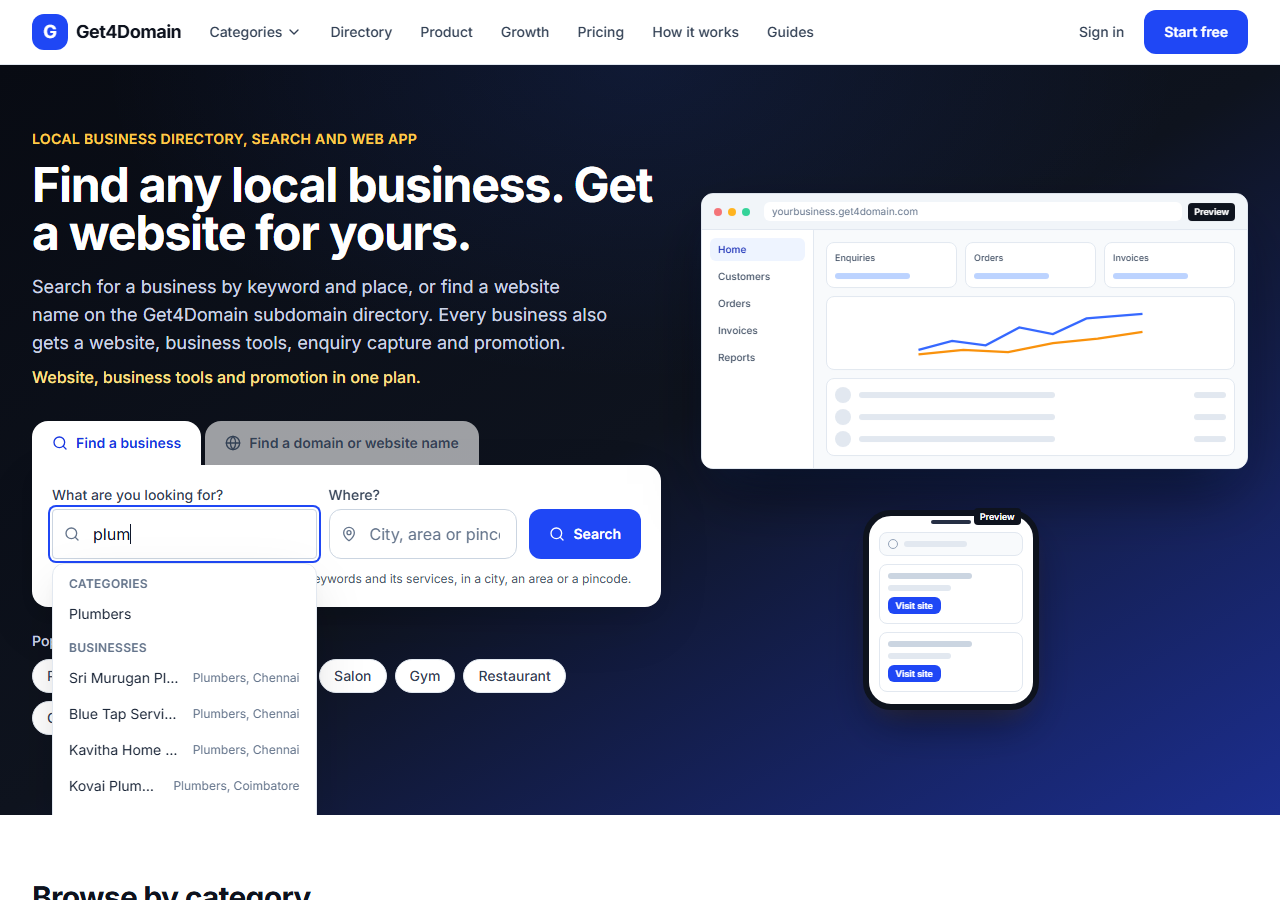 G Get4Domain Categories Directory Product Growth Pricing How it works Guides Sign in Start free
LOCAL BUSINESS DIRECTORY, SEARCH AND WEB APP
Find any local business. Get
a website for yours.
Search for a business by keyword and place, or find a website
name on the Get4Domain subdomain directory. Every business also
gets a website, business tools, enquiry capture and promotion.
Website, business tools and promotion in one plan.
Find a business
Find a domain or website name
What are you looking for?
Where?
plum
City, area or pinc
Search
eywords and its services, in a city, an area or a pincode.
CATEGORIES
Plumbers
BUSINESSES
Sri Murugan Pl... Plumbers, Chennai
Blue Tap Servi... Plumbers, Chennai
Kavitha Home ... Plumbers, Chennai
Kovai Plum... Plumbers, Coimbatore
Salon Gym Restaurant
yourbusiness.get4domain.com Preview
Home
Customers
Orders
Invoices
Reports
Enquiries Orders Invoices
Preview
Visit site
Visit site
Browse by category